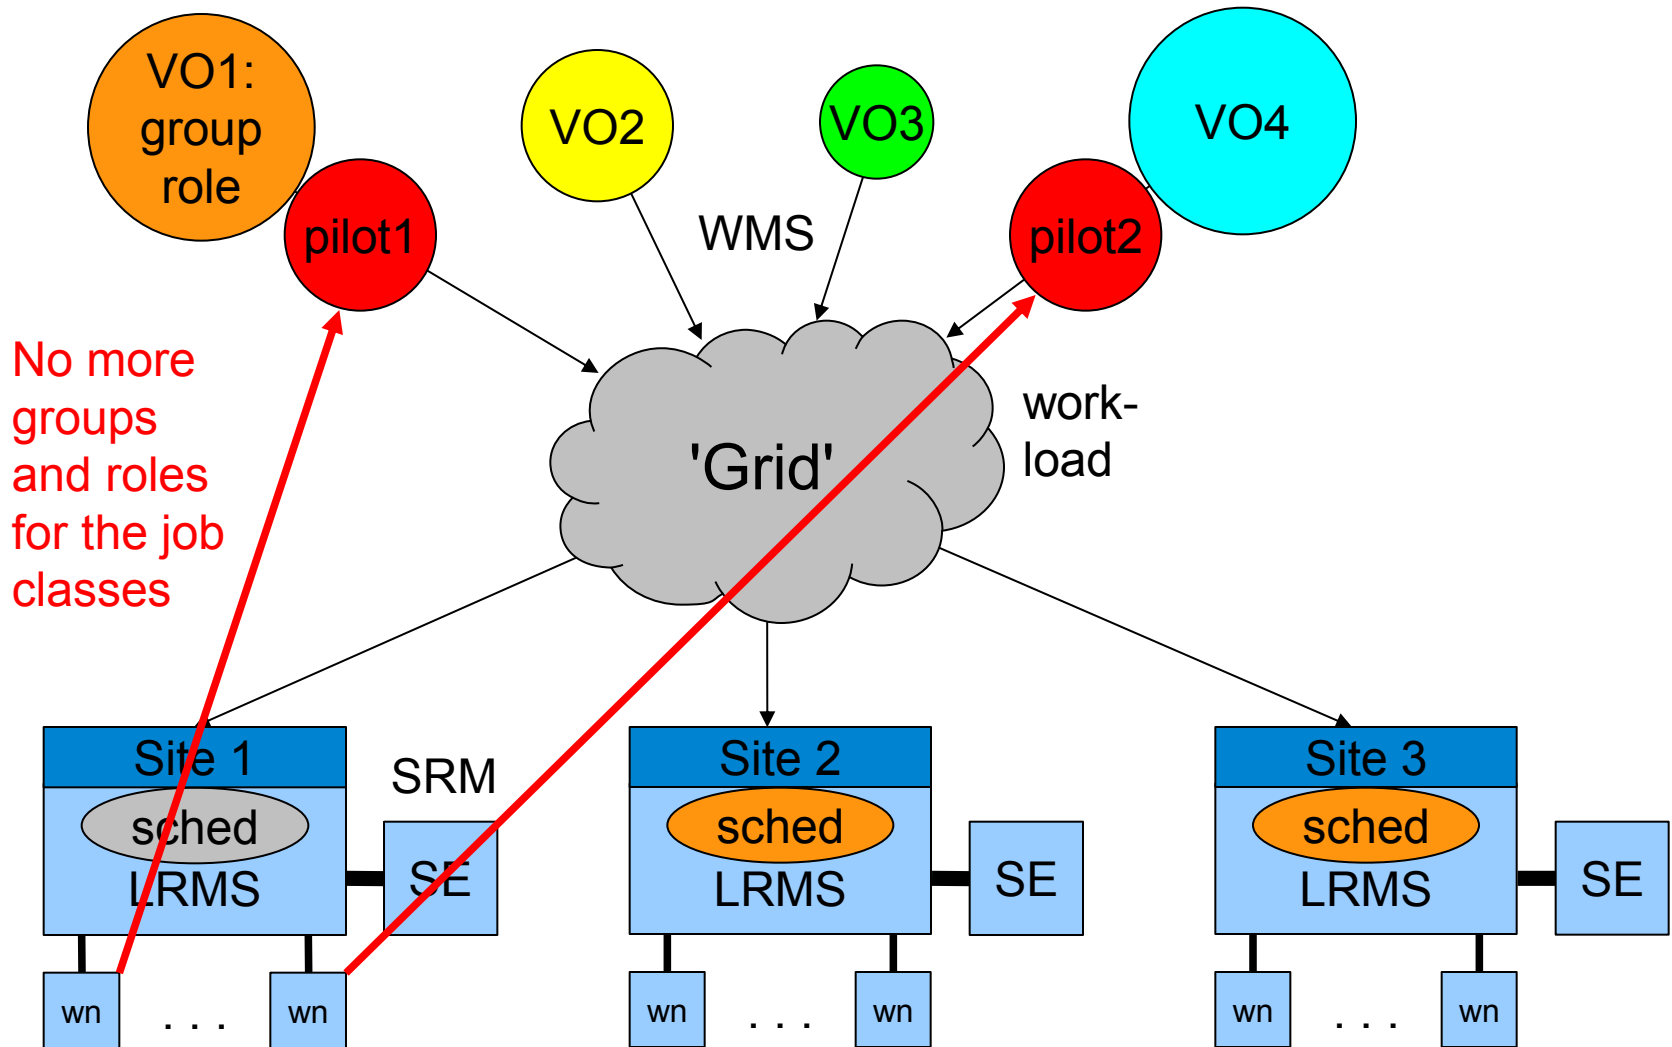 VO1:
group
role
pilot1
VO2
VO3
VO4
pilot2
WMS
No more
groups
and roles
for the job
classes
'Grid'
work-
load
Site 1
sched
LRMS
SRM
SE
wn
. . .
wn
Site 2
sched
LRMS
SE
wn
. . .
wn
Site 3
sched
LRMS
SE
wn
. . .
wn